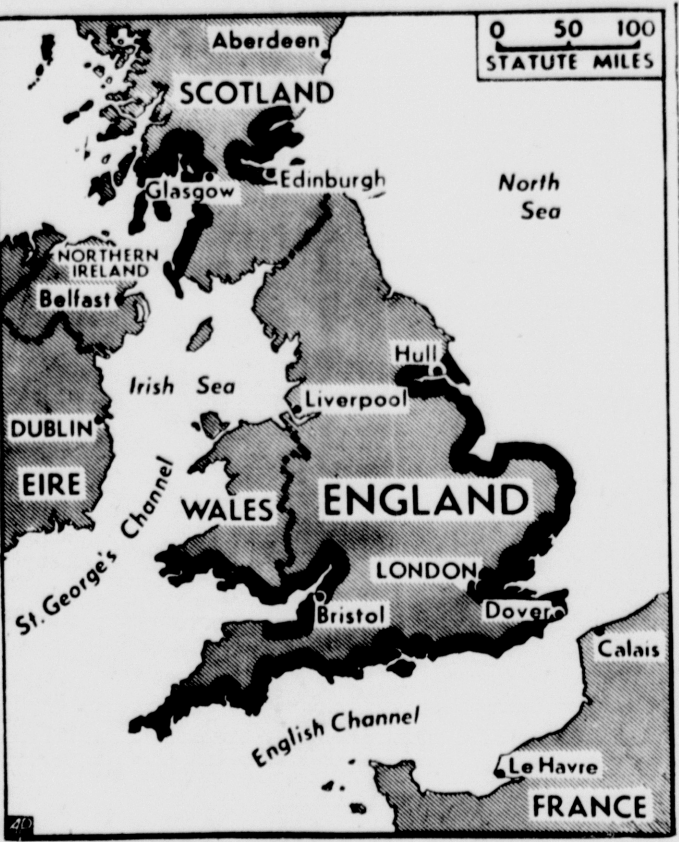 0 50 100
STATUTE MILES
Aberdeen
SCOTLAND
Glasgow
Edinburgh
North
Sea
NORTHERN
IRELAND
Belfast
Hull
Irish Sea
Liverpool
DUBLIN
EIRE
WALES
ENGLAND
St. George's Channel
LONDON
Bristol
Dover
Calais
English Channel
Le Havre
FRANCE
40